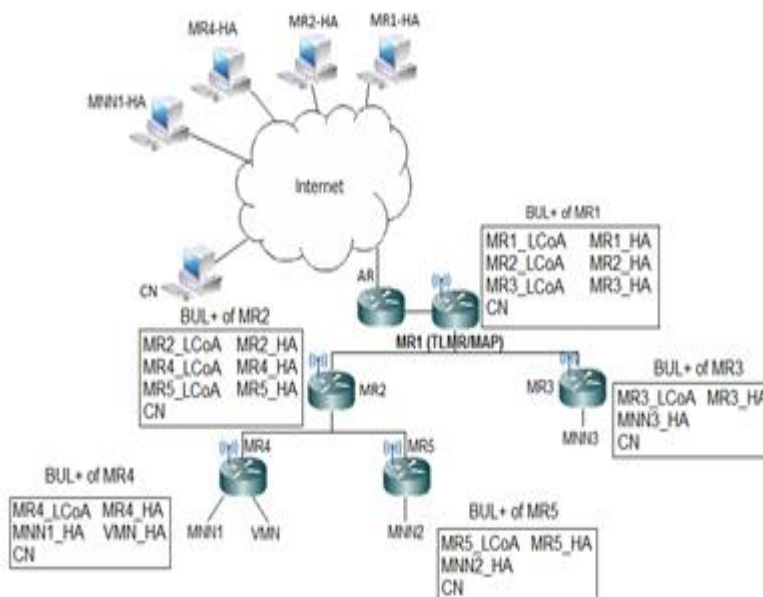 MR1-HA
MR2-HA
MR4-HA
MNN1-HA
Internet
CN
AR
BUL+ of MR1
MR1_LCoA MR1_HA
MR2_LCoA MR2_HA
MR3_LCoA MR3_HA
CN
MR1 (TLMR/MAP)
BUL+ of MR2
MR2_LCoA MR2_HA
MR4_LCoA MR4_HA
MR5_LCoA MR5_HA
CN
MR2
MR3
MNN3
BUL+ of MR3
MR3_LCoA MR3_HA
MNN3_HA
CN
MR4
MR5
MNN1
VMN
MNN2
BUL+ of MR4
MR4_LCoA MR4_HA
MNN1_HA VMN_HA
CN
BUL+ of MR5
MR5_LCoA MR5_HA
MNN2_HA
CN